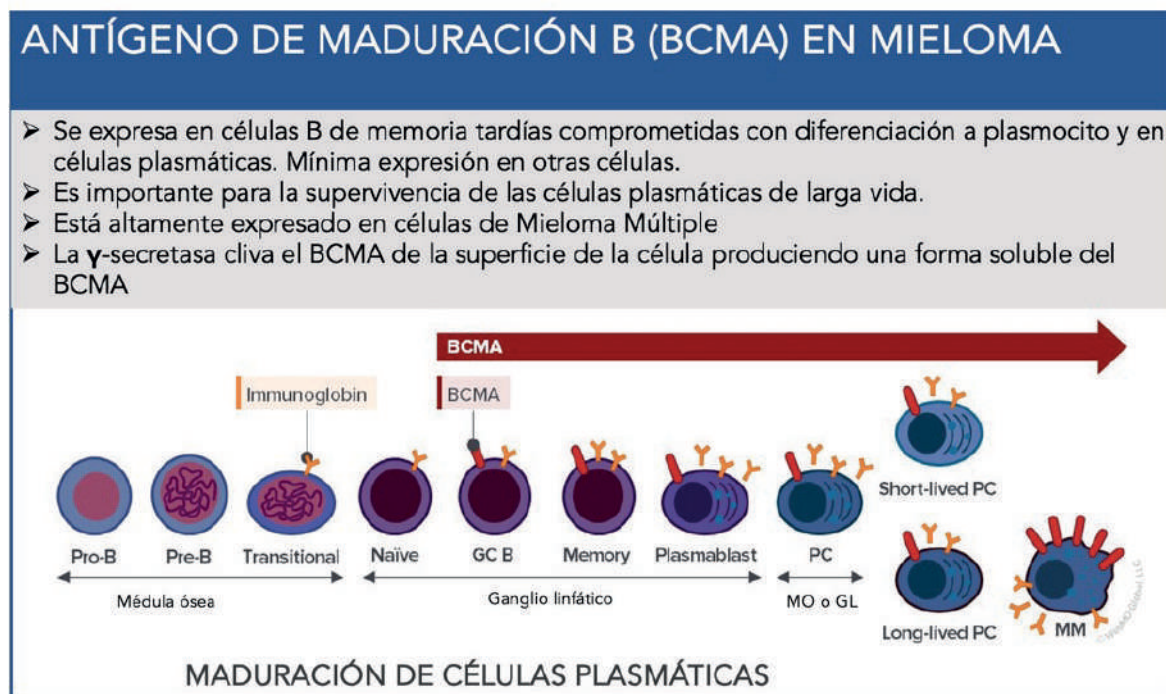 ANTÍGENO DE MADURACIÓN B (BCMA) EN MIELOMA
➤ Se expresa en células B de memoria tardías comprometidas con diferenciación a plasmocito y en
células plasmáticas. Mínima expresión en otras células.
➤ Es importante para la supervivencia de las células plasmáticas de larga vida.
➤ Está altamente expresado en células de Mieloma Múltiple
➤ La γ-secretasa cliva el BCMA de la superficie de la célula produciendo una forma soluble del
BCMA
BCMA
Immunoglobin
BCMA
Short-lived PC
Pro-B Pre-B Transitional Naïve GC B Memory Plasmablast PC
Médula ósea Ganglio linfático MO o GL
Long-lived PC MM
MADURACIÓN DE CÉLULAS PLASMÁTICAS